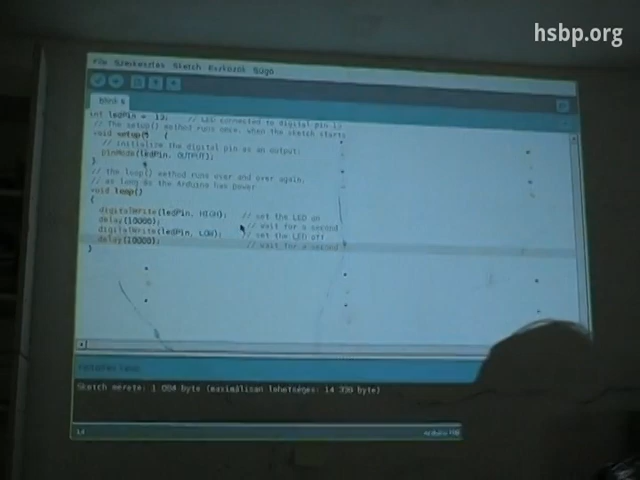 hsbp.org
File Szerkesztés Sketch Eszközök Súgó
Blink §
int ledPin = 13; // LED connected to digital pin 13
// The setup() method runs once, when the sketch starts
void setup() {
// initialize the digital pin as an output:
pinMode(ledPin, OUTPUT);
}
// the loop() method runs over and over again,
// as long as the Arduino has power
void loop()
{
digitalWrite(ledPin, HIGH); // set the LED on
delay(10000); // wait for a second
digitalWrite(ledPin, LOW); // set the LED off
delay(10000); // wait for a second
}
Sketch mérete: 1 084 byte (maximálisan lehetséges: 14 336 byte)